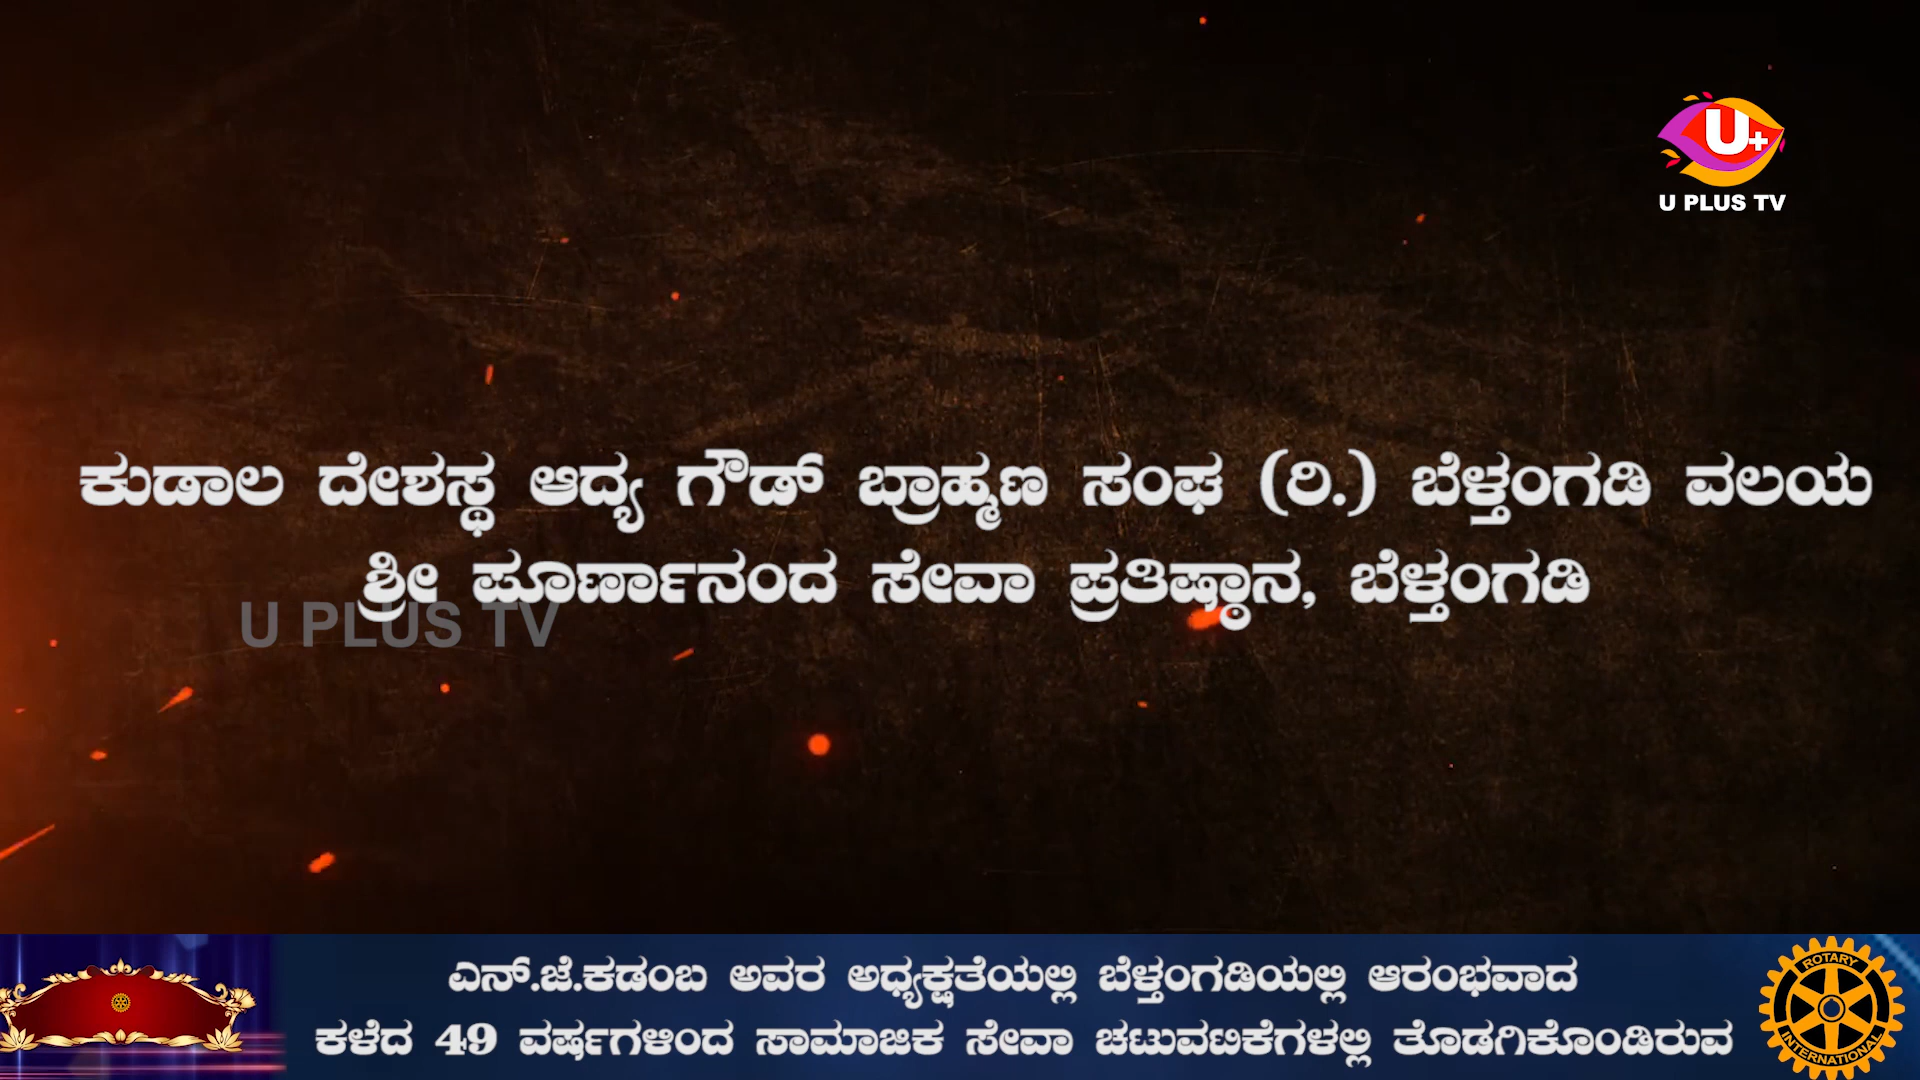 U+
U PLUS TV
ಕುಡಾಲ ದೇಶಸ್ಥ ಆದ್ಯ ಗೌಡ್ ಬ್ರಾಹ್ಮಣ ಸಂಘ (ರಿ.) ಬೆಳ್ತಂಗಡಿ ವಲಯ
ಶ್ರೀ ಪೂರ್ಣಾನಂದ ಸೇವಾ ಪ್ರತಿಷ್ಠಾನ, ಬೆಳ್ತಂಗಡಿ
U PLUS TV
ಎನ್.ಜೆ.ಕಡಂಬ ಅವರ ಅಧ್ಯಕ್ಷತೆಯಲ್ಲಿ ಬೆಳ್ತಂಗಡಿಯಲ್ಲಿ ಆರಂಭವಾದ
ಕಳೆದ 49 ವರ್ಷಗಳಿಂದ ಸಾಮಾಜಿಕ ಸೇವಾ ಚಟುವಟಿಕೆಗಳಲ್ಲಿ ತೊಡಗಿಕೊಂಡಿರುವ
ROTARY
INTERNATIONAL